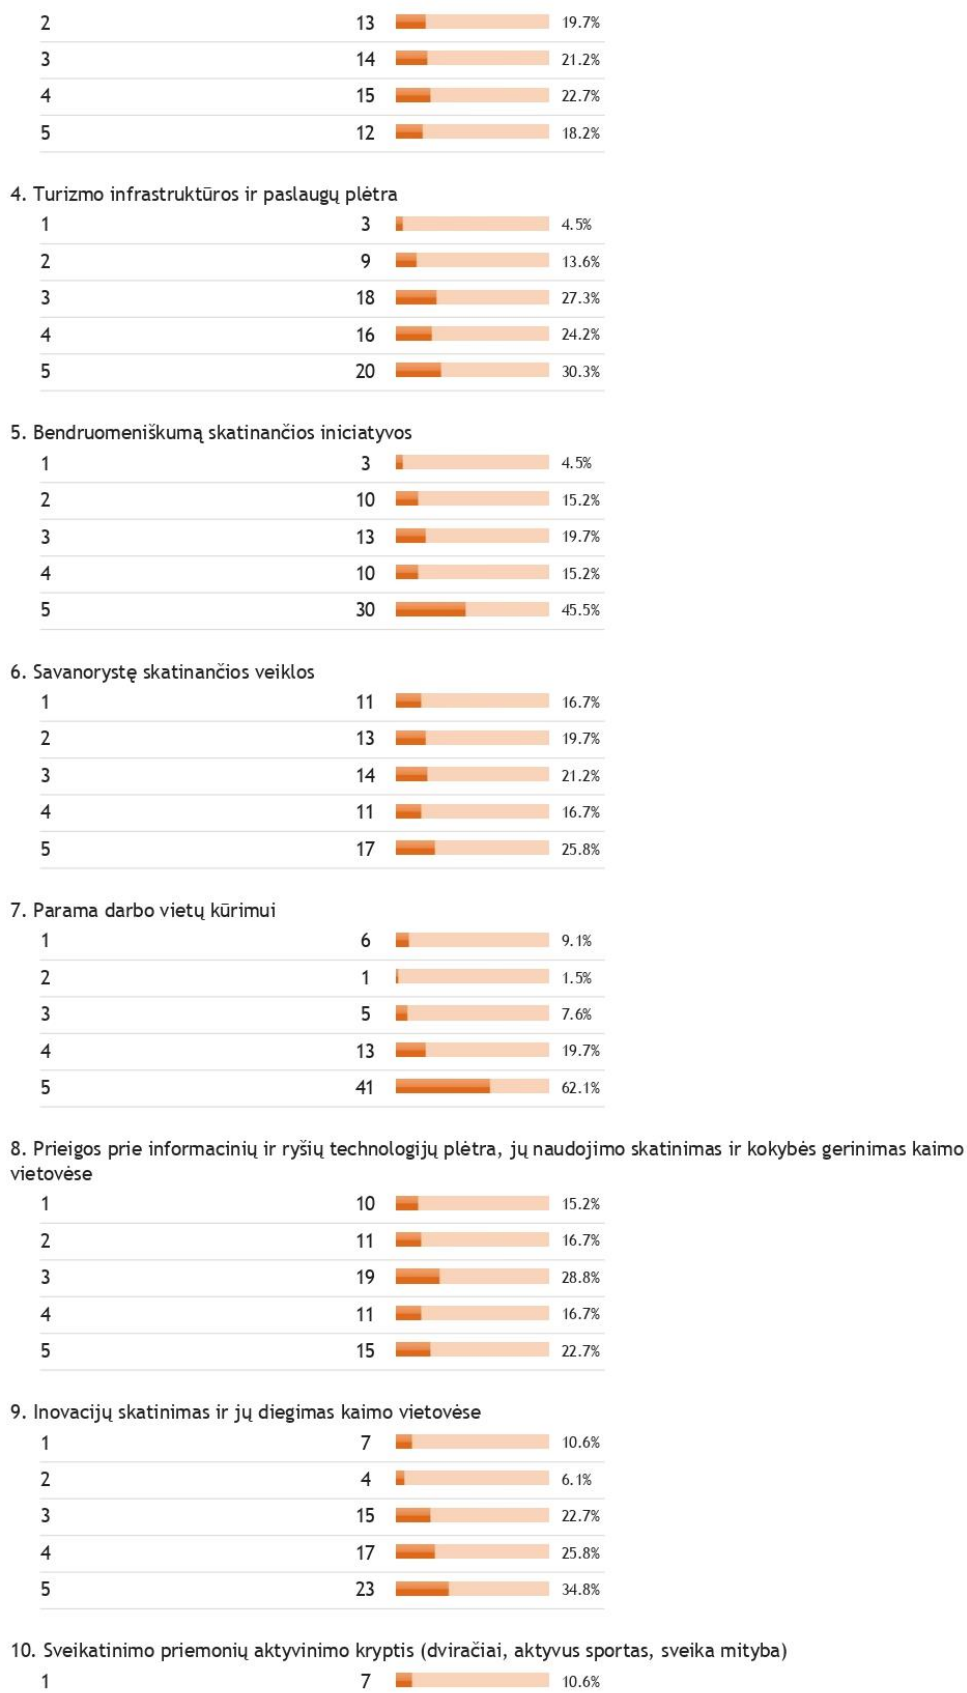 2 13 19.7%
3 14 21.2%
4 15 22.7%
5 12 18.2%
4. Turizmo infrastruktūros ir paslaugų plėtra
1 3 4.5%
2 9 13.6%
3 18 27.3%
4 16 24.2%
5 20 30.3%
5. Bendruomeniškumą skatinančios iniciatyvos
1 3 4.5%
2 10 15.2%
3 13 19.7%
4 10 15.2%
5 30 45.5%
6. Savanorystę skatinančios veiklos
1 11 16.7%
2 13 19.7%
3 14 21.2%
4 11 16.7%
5 17 25.8%
7. Parama darbo vietų kūrimui
1 6 9.1%
2 1 1.5%
3 5 7.6%
4 13 19.7%
5 41 62.1%
8. Prieigos prie informacinių ir ryšių technologijų plėtra, jų naudojimo skatinimas ir kokybės gerinimas kaimo
vietovėse
1 10 15.2%
2 11 16.7%
3 19 28.8%
4 11 16.7%
5 15 22.7%
9. Inovacijų skatinimas ir jų diegimas kaimo vietovėse
1 7 10.6%
2 4 6.1%
3 15 22.7%
4 17 25.8%
5 23 34.8%
10. Sveikatinimo priemonių aktyvinimo kryptis (dviračiai, aktyvus sportas, sveika mityba)
1 7 10.6%